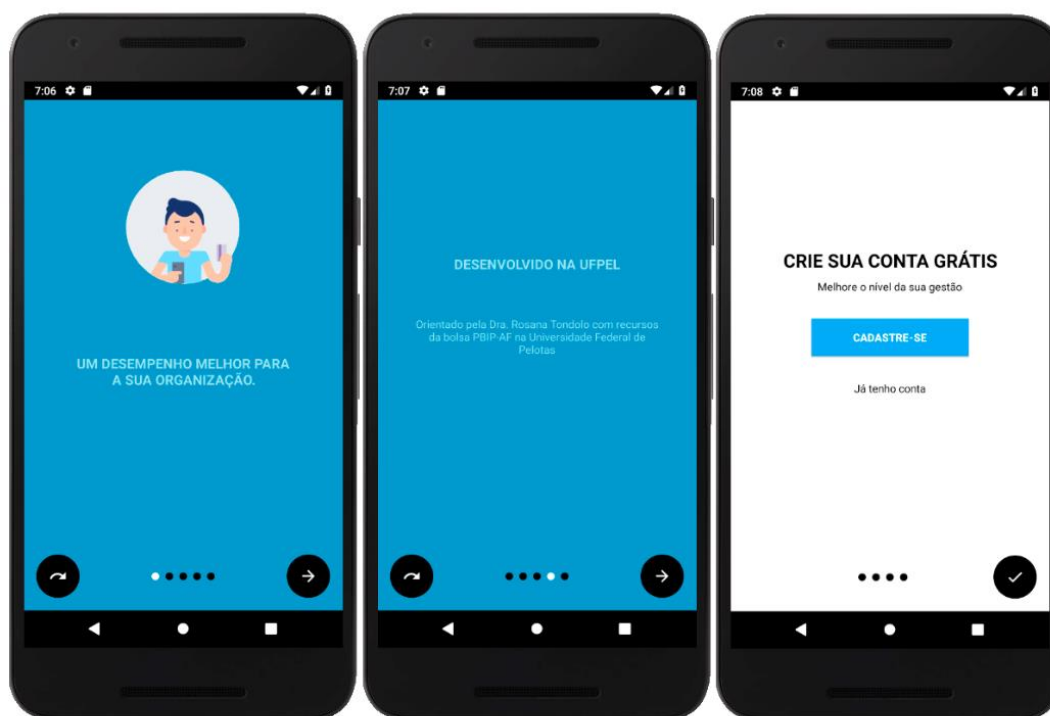 7:06
UM DESEMPENHO MELHOR PARA
A SUA ORGANIZAÇÃO.
7:07
DESENVOLVIDO NA UFPEL
Orientado pela Dra. Rosana Tondolo com recursos
da bolsa PBIP-AF na Universidade Federal de
Pelotas
7:08
CRIE SUA CONTA GRÁTIS
Melhore o nível da sua gestão
CADASTRE-SE
Já tenho conta